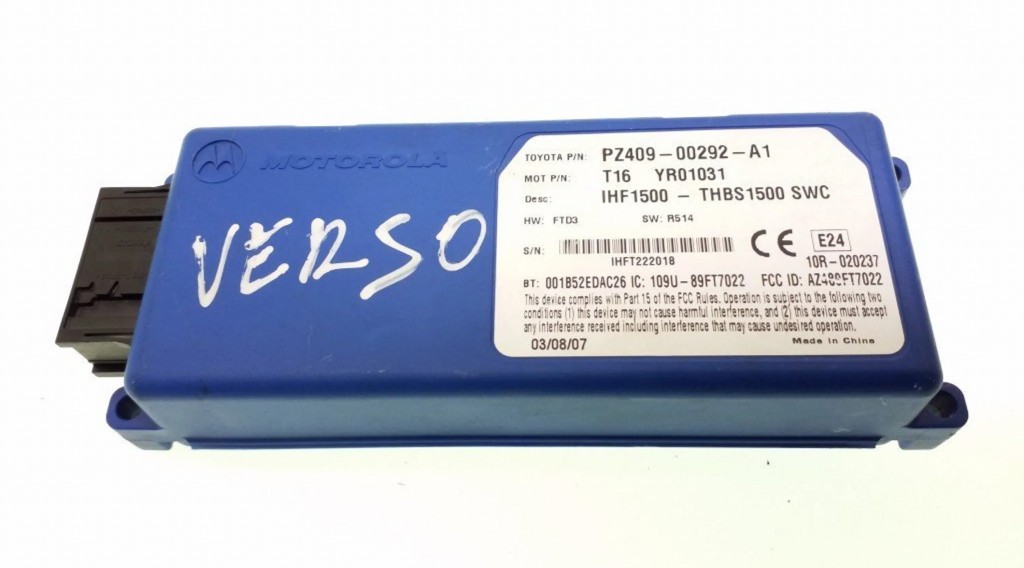 MOTOROLA
VERSO
TOYOTA P/N: PZ409-00292-A1
MOT P/N: T16 YR01031
Desc: IHF1500 - THBS1500 SWC
HW: FTD3 SW: R514
S/N:
IHFT222018
CE E24
10R-020237
BT: 001B52EDAC26 IC: 109U-89FT7022 FCC ID: AZ489FT7022
This device complies with Part 15 of the FCC Rules. Operation is subject to the following two
conditions (1) this device may not cause harmful interference, and (2) this device must accept
any interference received including interference that may cause undesired operation.
03/08/07 Made in China